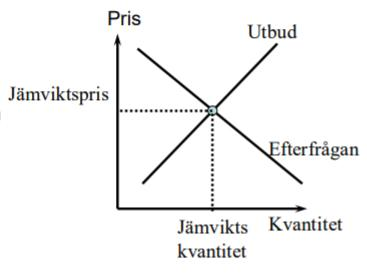 Pris
Utbud
Jämviktspris
Efterfrågan
Jämvikts
kvantitet
Kvantitet